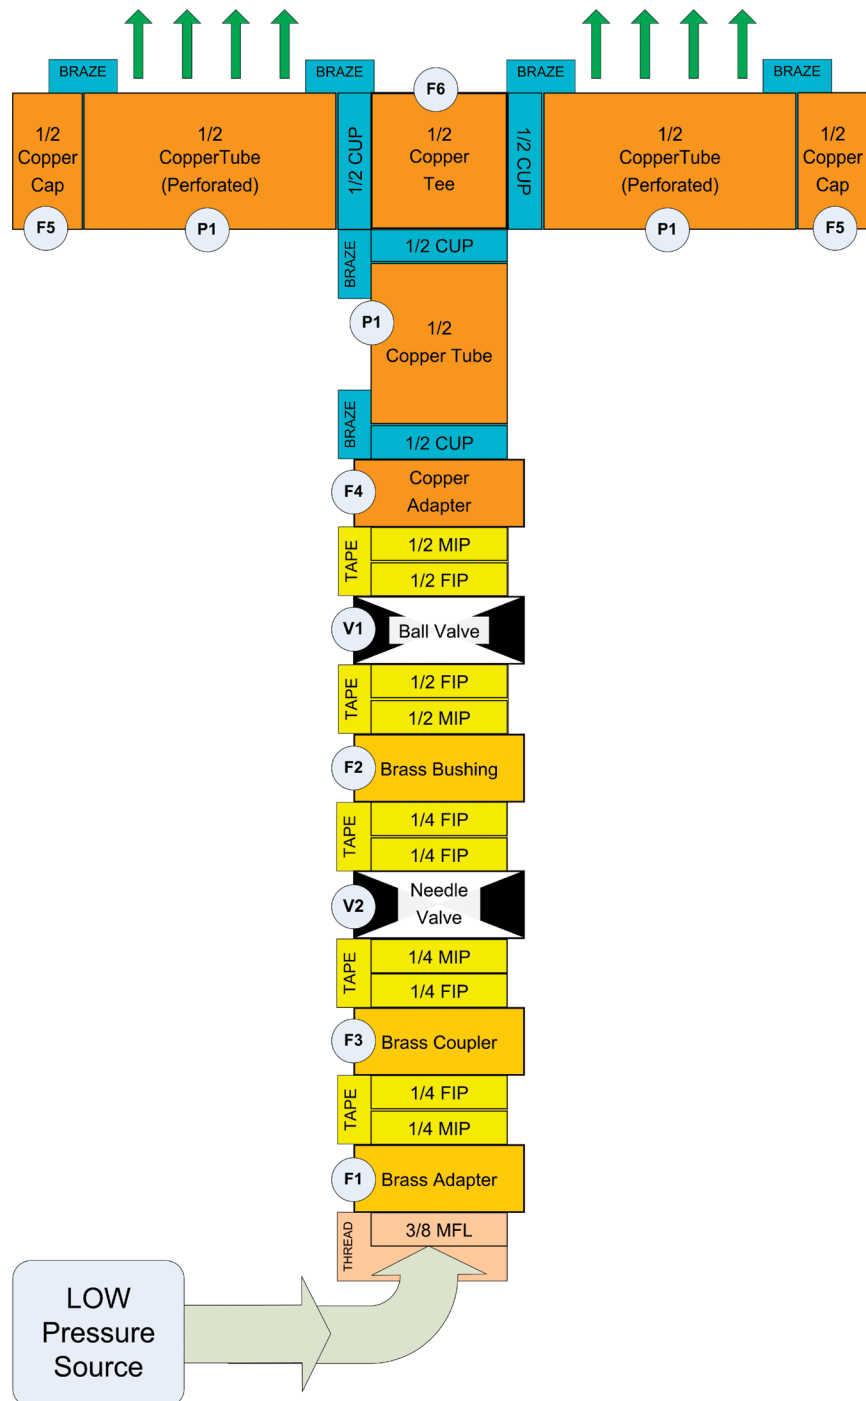 BRAZE
BRAZE
BRAZE
BRAZE
F6
1/2
Copper
Cap
1/2
CopperTube
(Perforated)
1/2 CUP
1/2
Copper
Tee
1/2 CUP
1/2
CopperTube
(Perforated)
1/2
Copper
Cap
F5
P1
P1
F5
BRAZE
1/2 CUP
P1
1/2
Copper Tube
BRAZE
1/2 CUP
F4
Copper
Adapter
TAPE
1/2 MIP
1/2 FIP
V1
Ball Valve
TAPE
1/2 FIP
1/2 MIP
F2
Brass Bushing
TAPE
1/4 FIP
1/4 FIP
V2
Needle
Valve
TAPE
1/4 MIP
1/4 FIP
F3
Brass Coupler
TAPE
1/4 FIP
1/4 MIP
F1
Brass Adapter
THREAD
3/8 MFL
LOW
Pressure
Source